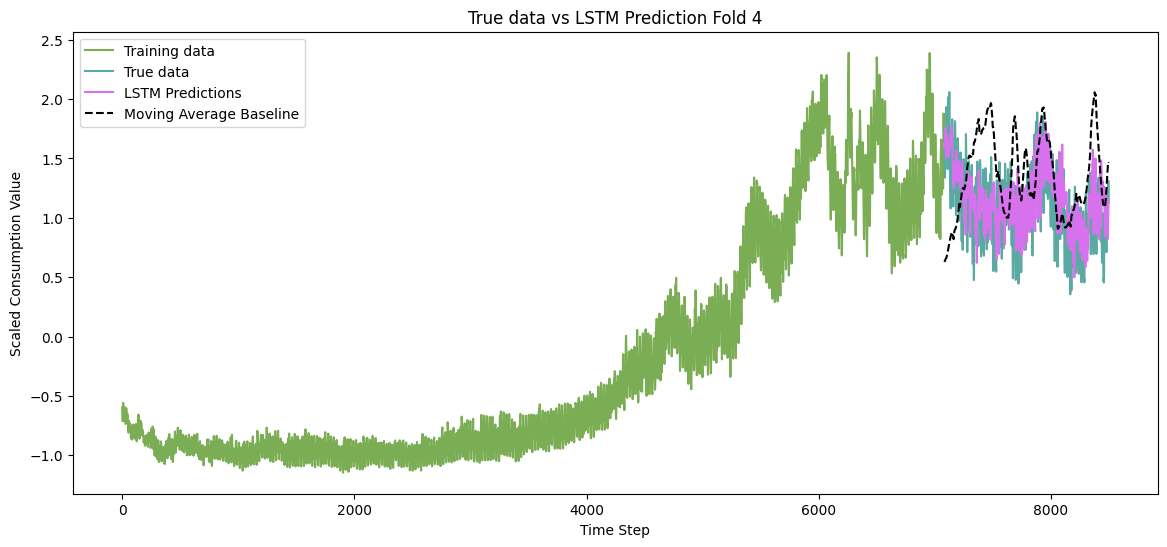 True data vs LSTM Prediction Fold 4
Training data
True data
LSTM Predictions
Moving Average Baseline
Scaled Consumption Value
2.5
2.0
1.5
1.0
0.5
0.0
−0.5
−1.0
0 2000 4000 6000 8000
Time Step